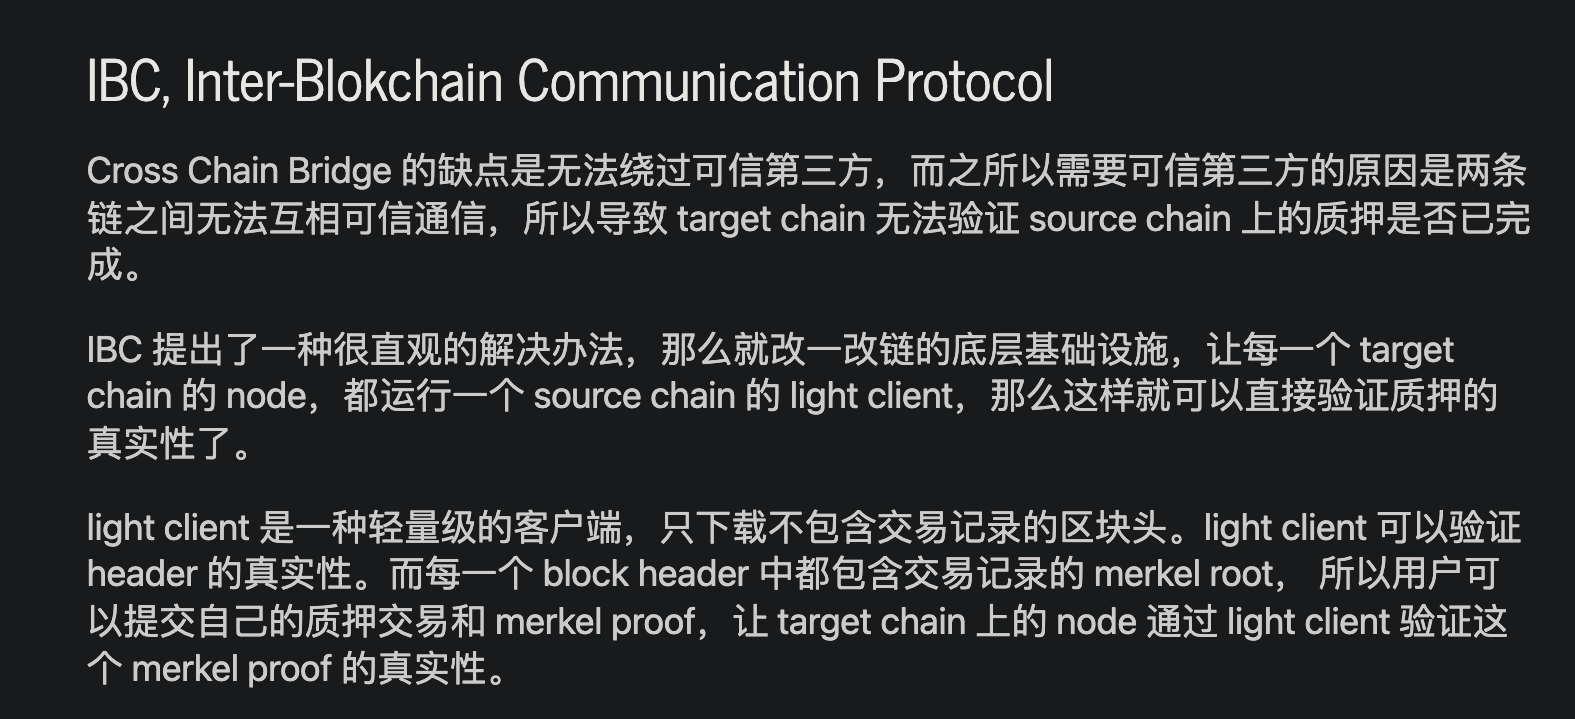 IBC, Inter-Blokchain Communication Protocol
Cross Chain Bridge 的缺点是无法绕过可信第三方，而之所以需要可信第三方的原因是两条
链之间无法互相可信通信，所以导致 target chain 无法验证 source chain 上的质押是否已完
成。
IBC 提出了一种很直观的解决办法，那么就改一改链的底层基础设施，让每一个 target
chain 的 node，都运行一个 source chain 的 light client，那么这样就可以直接验证质押的
真实性了。
light client 是一种轻量级的客户端，只下载不包含交易记录的区块头。light client 可以验证
header 的真实性。而每一个 block header 中都包含交易记录的 merkel root， 所以用户可
以提交自己的质押交易和 merkel proof，让 target chain 上的 node 通过 light client 验证这
个 merkel proof 的真实性。